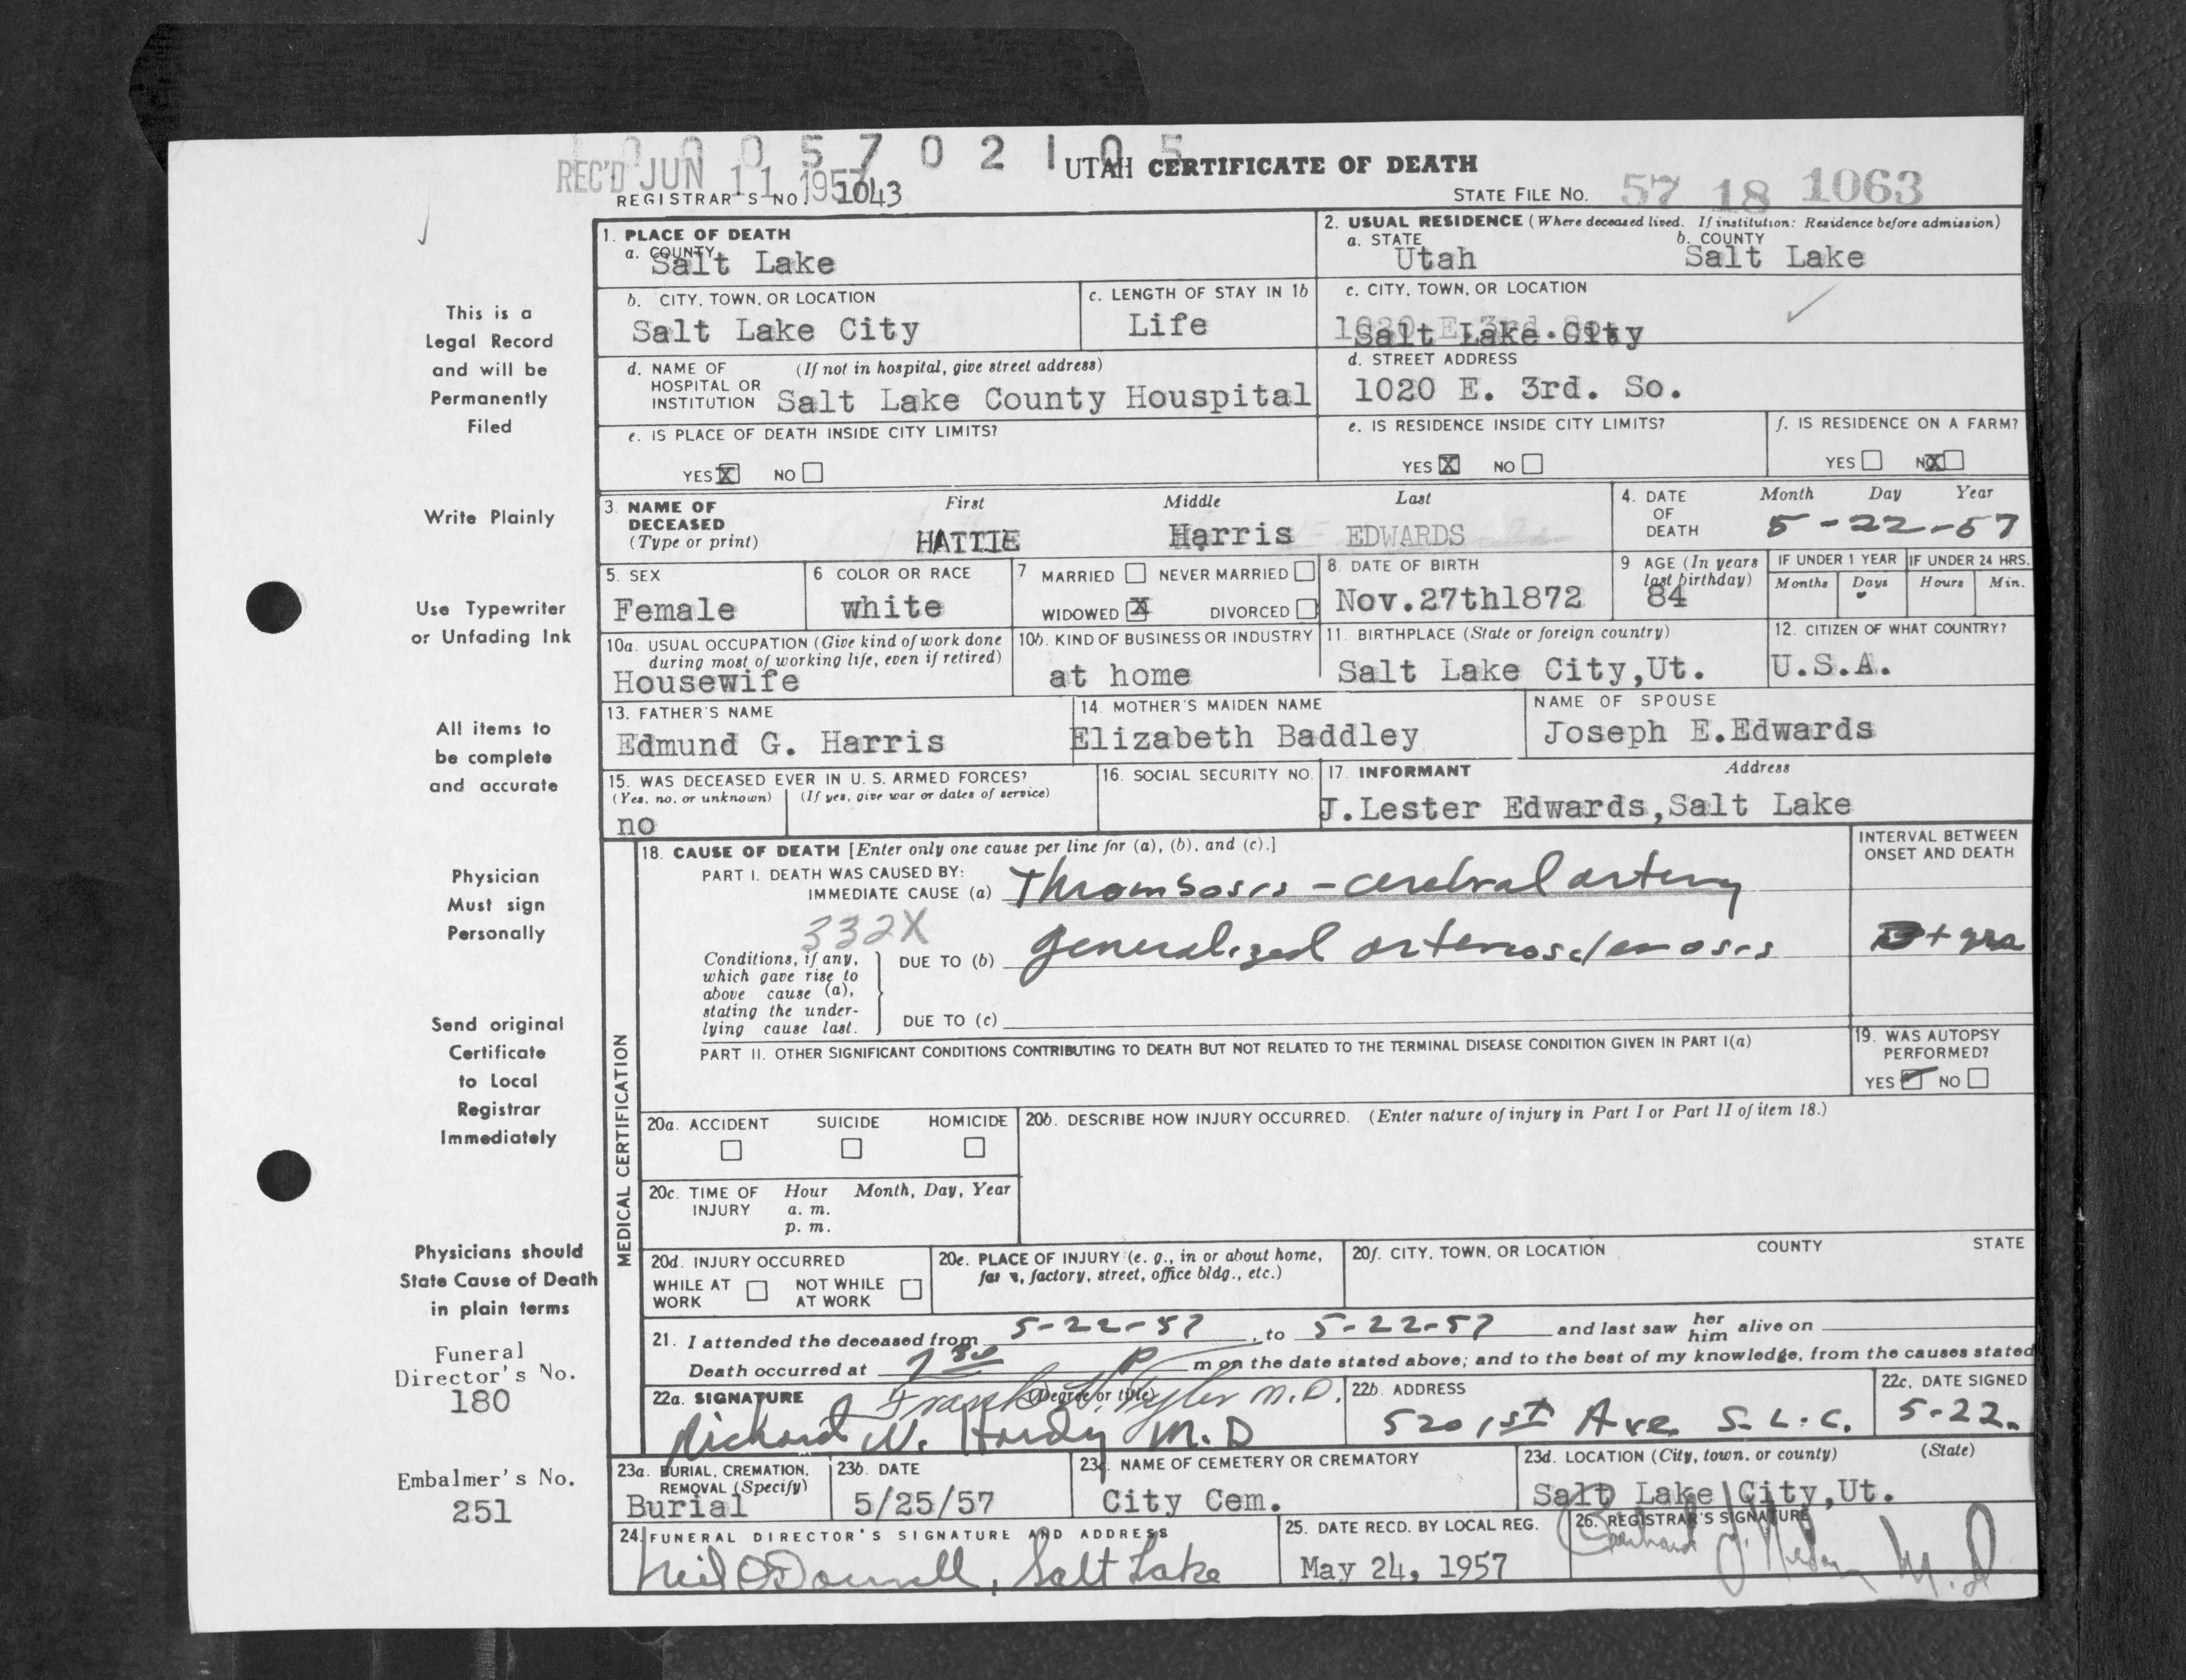 1 0 0 0 5 7 0 2 1 0 5
REC'D JUN 11 1957
UTAH CERTIFICATE OF DEATH
REGISTRAR'S NO. 1043
STATE FILE NO. 57 18 1063
1. PLACE OF DEATH
a. COUNTY
Salt Lake
2. USUAL RESIDENCE (Where deceased lived. If institution: Residence before admission)
a. STATE b. COUNTY
Utah Salt Lake
b. CITY, TOWN, OR LOCATION
Salt Lake City
c. LENGTH OF STAY IN 1b
Life
c. CITY, TOWN, OR LOCATION
Salt Lake City
d. NAME OF HOSPITAL OR INSTITUTION
(If not in hospital, give street address)
Salt Lake County Houspital
d. STREET ADDRESS
1020 E. 3rd. So.
e. IS PLACE OF DEATH INSIDE CITY LIMITS?
YES X NO
e. IS RESIDENCE INSIDE CITY LIMITS?
YES X NO
f. IS RESIDENCE ON A FARM?
YES NO X
3. NAME OF DECEASED
(Type or print)
First Middle Last
HATTIE Harris EDWARDS
4. DATE OF DEATH
Month Day Year
5-22-57
5. SEX
Female
6 COLOR OR RACE
white
7 MARRIED NEVER MARRIED
WIDOWED X DIVORCED
8. DATE OF BIRTH
Nov.27th1872
9 AGE (In years last birthday)
84
IF UNDER 1 YEAR IF UNDER 24 HRS.
Months Days Hours Min.
10a. USUAL OCCUPATION (Give kind of work done during most of working life, even if retired)
Housewife
10b. KIND OF BUSINESS OR INDUSTRY
at home
11. BIRTHPLACE (State or foreign country)
Salt Lake City,Ut.
12. CITIZEN OF WHAT COUNTRY?
U.S.A.
13. FATHER'S NAME
Edmund G. Harris
14. MOTHER'S MAIDEN NAME
Elizabeth Baddley
NAME OF SPOUSE
Joseph E.Edwards
15. WAS DECEASED EVER IN U. S. ARMED FORCES?
(Yes, no, or unknown) (If yes, give war or dates of service)
no
16. SOCIAL SECURITY NO.
17. INFORMANT Address
J.Lester Edwards,Salt Lake
MEDICAL CERTIFICATION
18. CAUSE OF DEATH [Enter only one cause per line for (a), (b), and (c).]
INTERVAL BETWEEN
ONSET AND DEATH
PART I. DEATH WAS CAUSED BY:
IMMEDIATE CAUSE (a) Thrombosis - cerebral artery
332X
Conditions, if any,
which gave rise to
above cause (a),
stating the under-
lying cause last.
DUE TO (b) generalized arteriosclerosis
DUE TO (c)
PART II. OTHER SIGNIFICANT CONDITIONS CONTRIBUTING TO DEATH BUT NOT RELATED TO THE TERMINAL DISEASE CONDITION GIVEN IN PART I(a)
19. WAS AUTOPSY
PERFORMED?
YES NO
20a. ACCIDENT SUICIDE HOMICIDE
20b. DESCRIBE HOW INJURY OCCURRED. (Enter nature of injury in Part I or Part II of item 18.)
20c. TIME OF INJURY
Hour Month, Day, Year
a. m.
p. m.
20d. INJURY OCCURRED
WHILE AT WORK NOT WHILE AT WORK
20e. PLACE OF INJURY (e. g., in or about home,
factory, street, office bldg., etc.)
20f. CITY, TOWN, OR LOCATION COUNTY STATE
21. I attended the deceased from 5-22-57, to 5-22-57 and last saw her him alive on
Death occurred at 7 30 P m on the date stated above; and to the best of my knowledge, from the causes stated
22a. SIGNATURE (Degree or title)
Frank H. Tyler M.D.
Richard W. Hardy M.D
22b. ADDRESS
520 1st Ave. S.L.C.
22c. DATE SIGNED
5-22.
23a. BURIAL, CREMATION, REMOVAL (Specify)
Burial
23b. DATE
5/25/57
23c. NAME OF CEMETERY OR CREMATORY
City Cem.
23d. LOCATION (City, town, or county) (State)
Salt Lake City,Ut.
24. FUNERAL DIRECTOR'S SIGNATURE AND ADDRESS
Neil O'Donnell, Salt Lake
25. DATE RECD. BY LOCAL REG.
May 24, 1957
26. REGISTRAR'S SIGNATURE
M.D
This is a
Legal Record
and will be
Permanently
Filed
Write Plainly
Use Typewriter
or Unfading Ink
All items to
be complete
and accurate
Physician
Must sign
Personally
Send original
Certificate
to Local
Registrar
Immediately
Physicians should
State Cause of Death
in plain terms
Funeral
Director's No.
180
Embalmer's No.
251